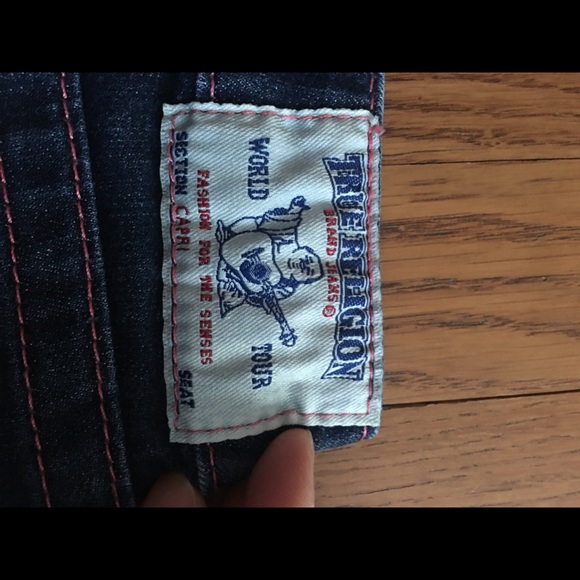 TRUE RELIGION
BRAND JEANS®
WORLD TOUR
FASHION FOR THE SENSES
SECTION CAPRI SEAT